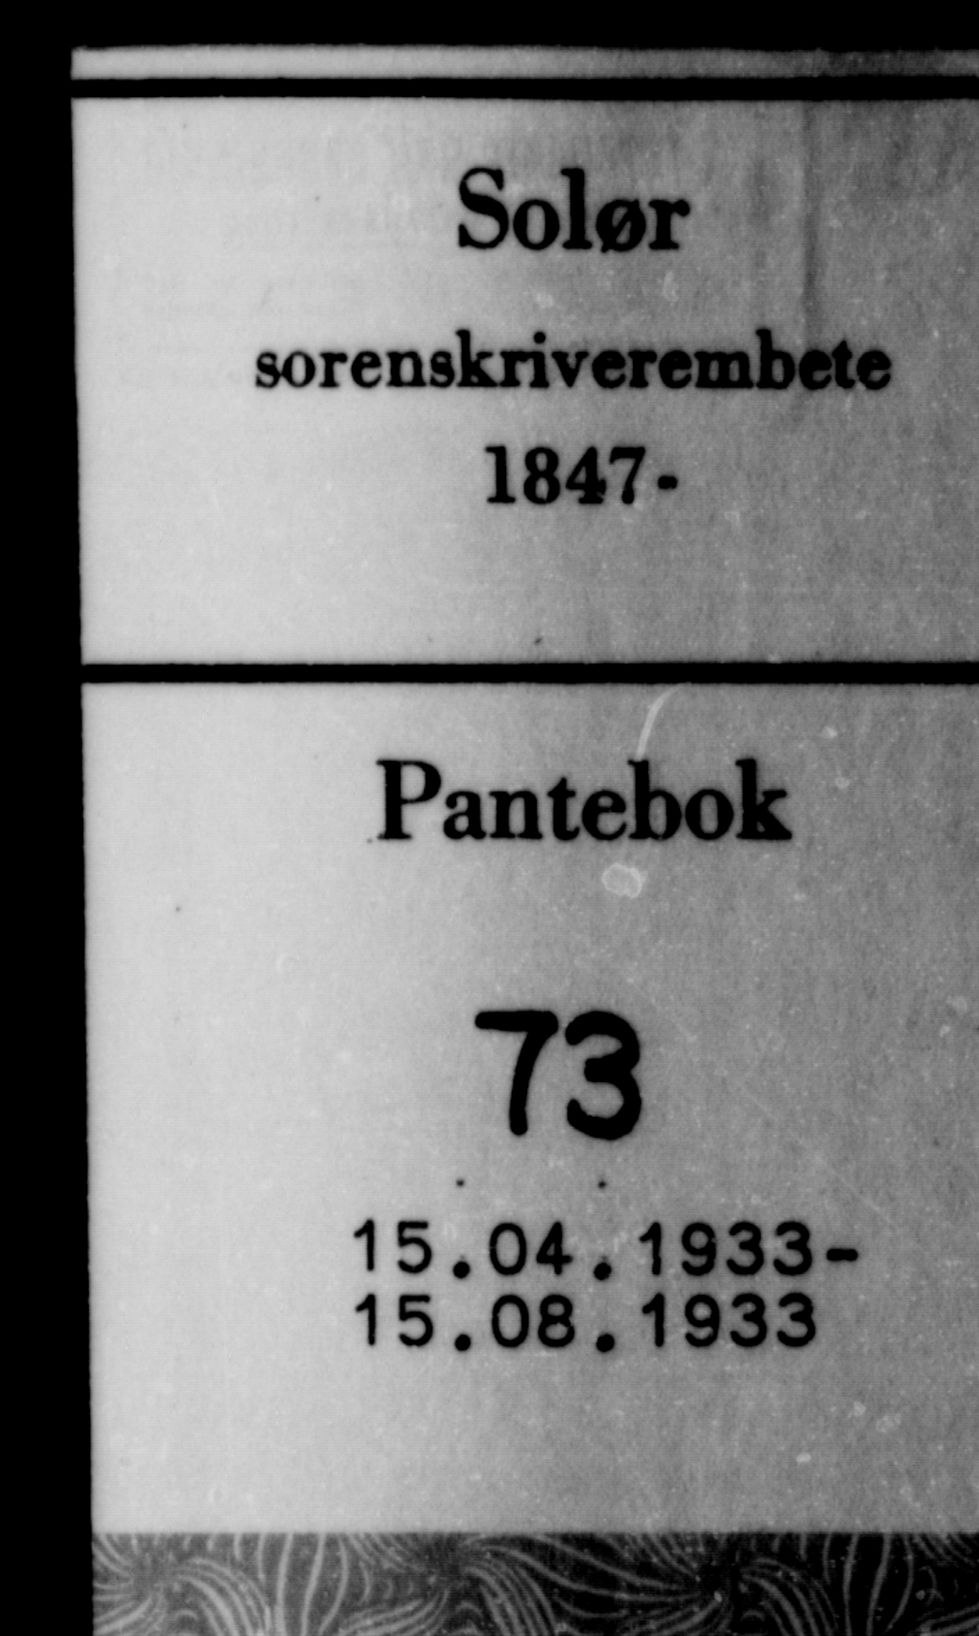 Solør
sorenskriverembete
1847-
Pantebok
73
15.04.1933-
15.08.1933